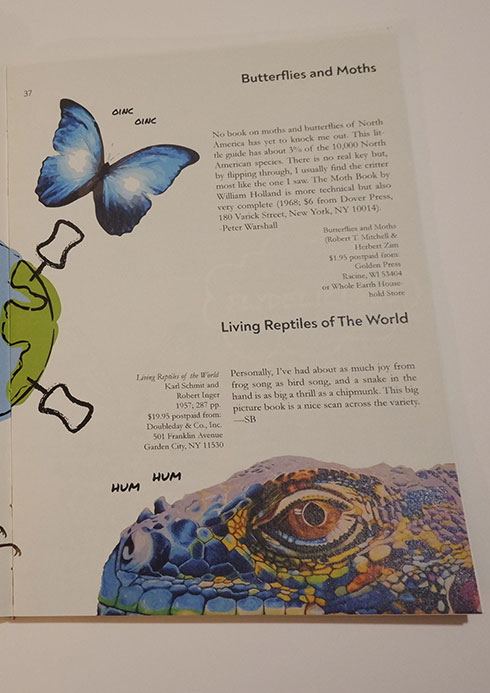 37
Butterflies and Moths
OINC
OINC
No book on moths and butterflies of North
America has yet to knock me out. This lit-
tle guide has about 3% of the 10,000 North
American species. There is no real key but,
by flipping through, I usually find the critter
most like the one I saw. The Moth Book by
William Holland is more technical but also
very complete (1968; $6 from Dover Press,
180 Varick Street, New York, NY 10014).
-Peter Warshall
Butterflies and Moths
(Robert T. Mitchell &
Herbert Zim
$1.95 postpaid from:
Golden Press
Racine, WI 53404
or Whole Earth House-
hold Store
Living Reptiles of The World
Living Reptiles of the World
Karl Schmit and
Robert Inger
1957; 287 pp.
$19.95 postpaid from:
Doubleday & Co., Inc.
501 Franklin Avenue
Garden City, NY 11530
Personally, I've had about as much joy from
frog song as bird song, and a snake in the
hand is as big a thrill as a chipmunk. This big
picture book is a nice scan across the variety.
—SB
HUM HUM